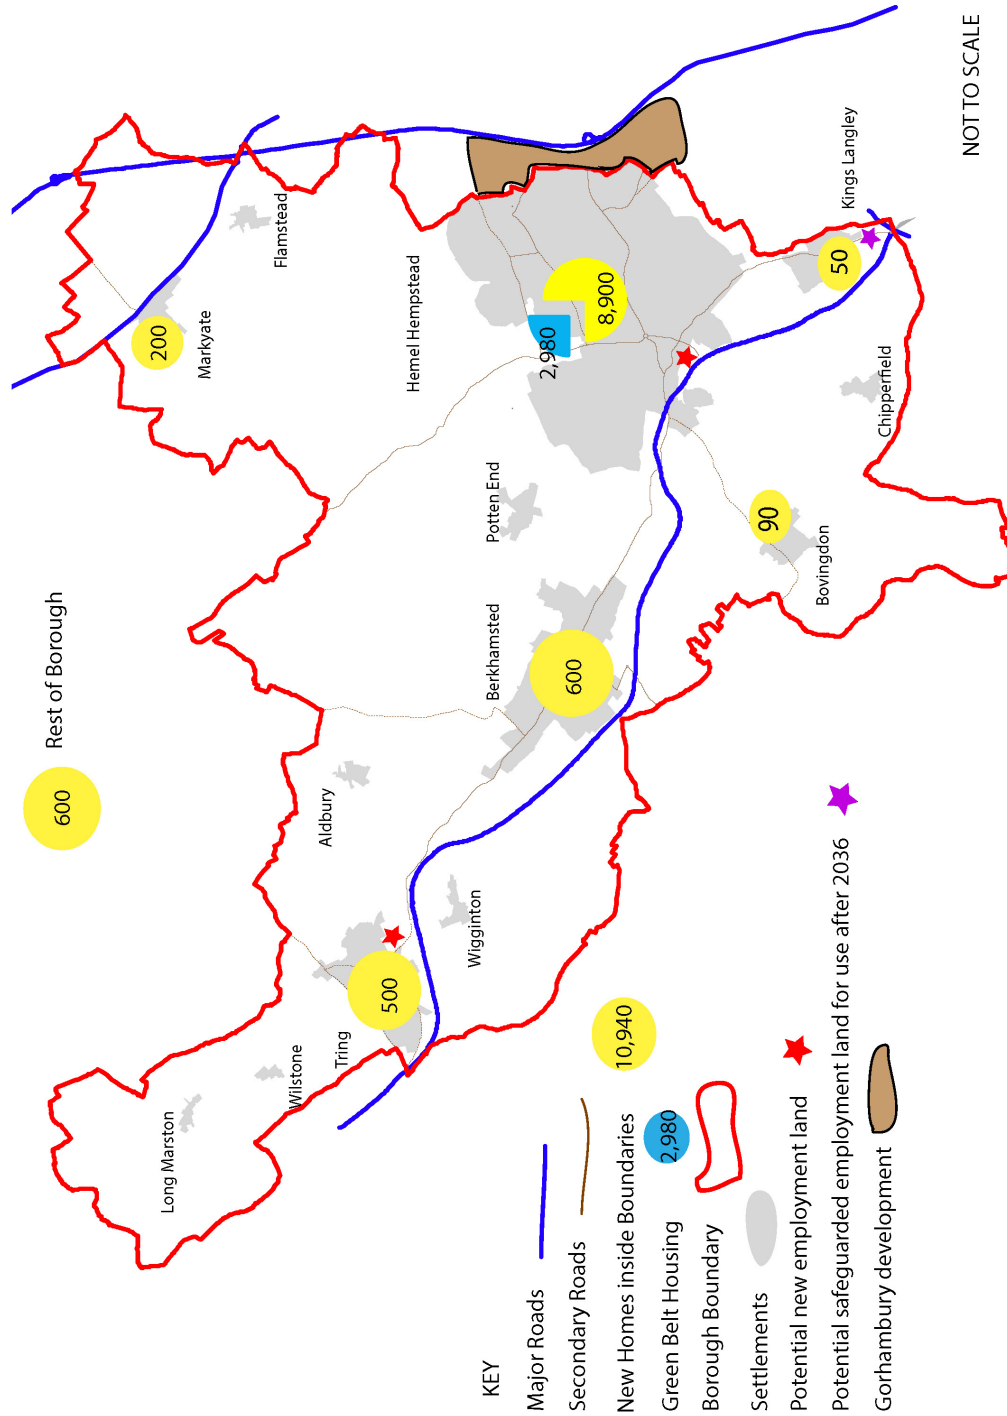 600
Rest of Borough
Long Marston
Wilstone
Tring
500
Aldbury
Wigginton
Berkhamsted
600
Potten End
Hemel Hempstead
2,980
8,900
Markyate
200
Flamstead
Bovingdon
90
Chipperfield
Kings Langley
50
KEY
Major Roads
Secondary Roads
New Homes inside Boundaries
10,940
Green Belt Housing
2,980
Borough Boundary
Settlements
Potential new employment land
Potential safeguarded employment land for use after 2036
Gorhambury development
NOT TO SCALE